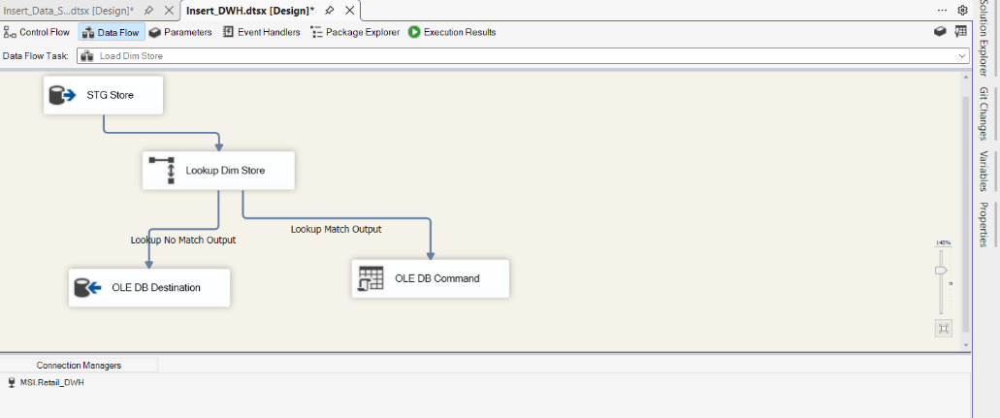 Insert_Data_S...dtsx [Design]*
Insert_DWH.dtsx [Design]*
Control Flow
Data Flow
Parameters
Event Handlers
Package Explorer
Execution Results
Data Flow Task:
Load Dim Store
STG Store
Lookup Dim Store
Lookup No Match Output
Lookup Match Output
OLE DB Destination
OLE DB Command
140%
Connection Managers
MSI.Retail_DWH
Solution Explorer
Git Changes
Variables
Properties